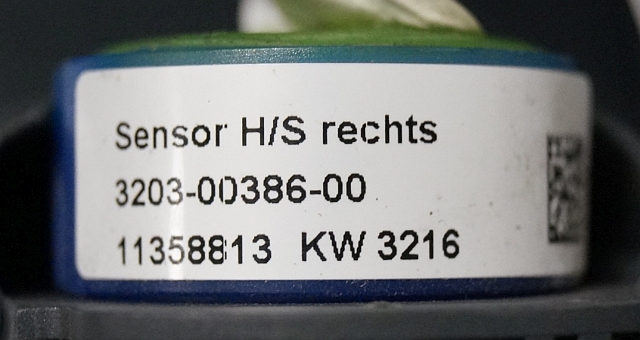 Sensor H/S rechts
3203-00386-00
11358813 KW 3216